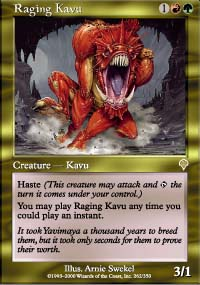 Raging Kavu 1
Creature — Kavu
Haste (This creature may attack and the
turn it comes under your control.)
You may play Raging Kavu any time you
could play an instant.
It took Yavimaya a thousand years to breed
them, but it took only seconds for them to prove
their worth.
Illus. Arnie Swekel
3/1
©1993-2000 Wizards of the Coast, Inc. 262/350